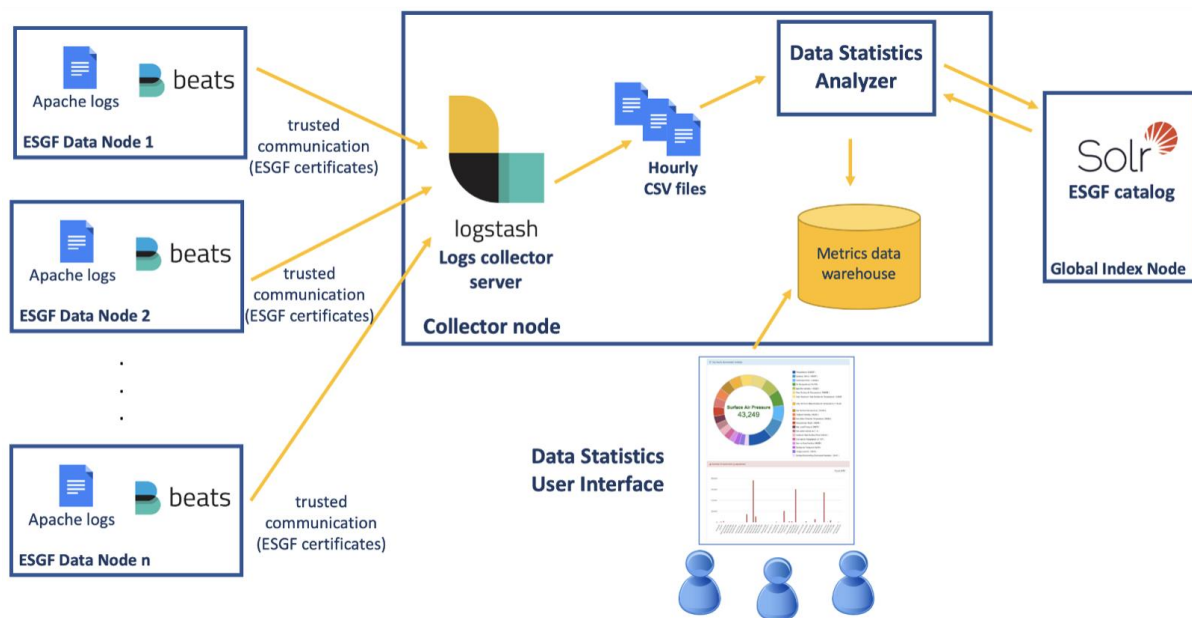 Apache logs
beats
ESGF Data Node 1
trusted
communication
(ESGF certificates)
Apache logs
beats
ESGF Data Node 2
trusted
communication
(ESGF certificates)
.
.
.
Apache logs
beats
ESGF Data Node n
trusted
communication
(ESGF certificates)
logstash
Logs collector
server
Collector node
Hourly
CSV files
Data Statistics
Analyzer
Metrics data
warehouse
Solr
ESGF catalog
Global Index Node
Data Statistics
User Interface
Surface Air Pressure
43,249